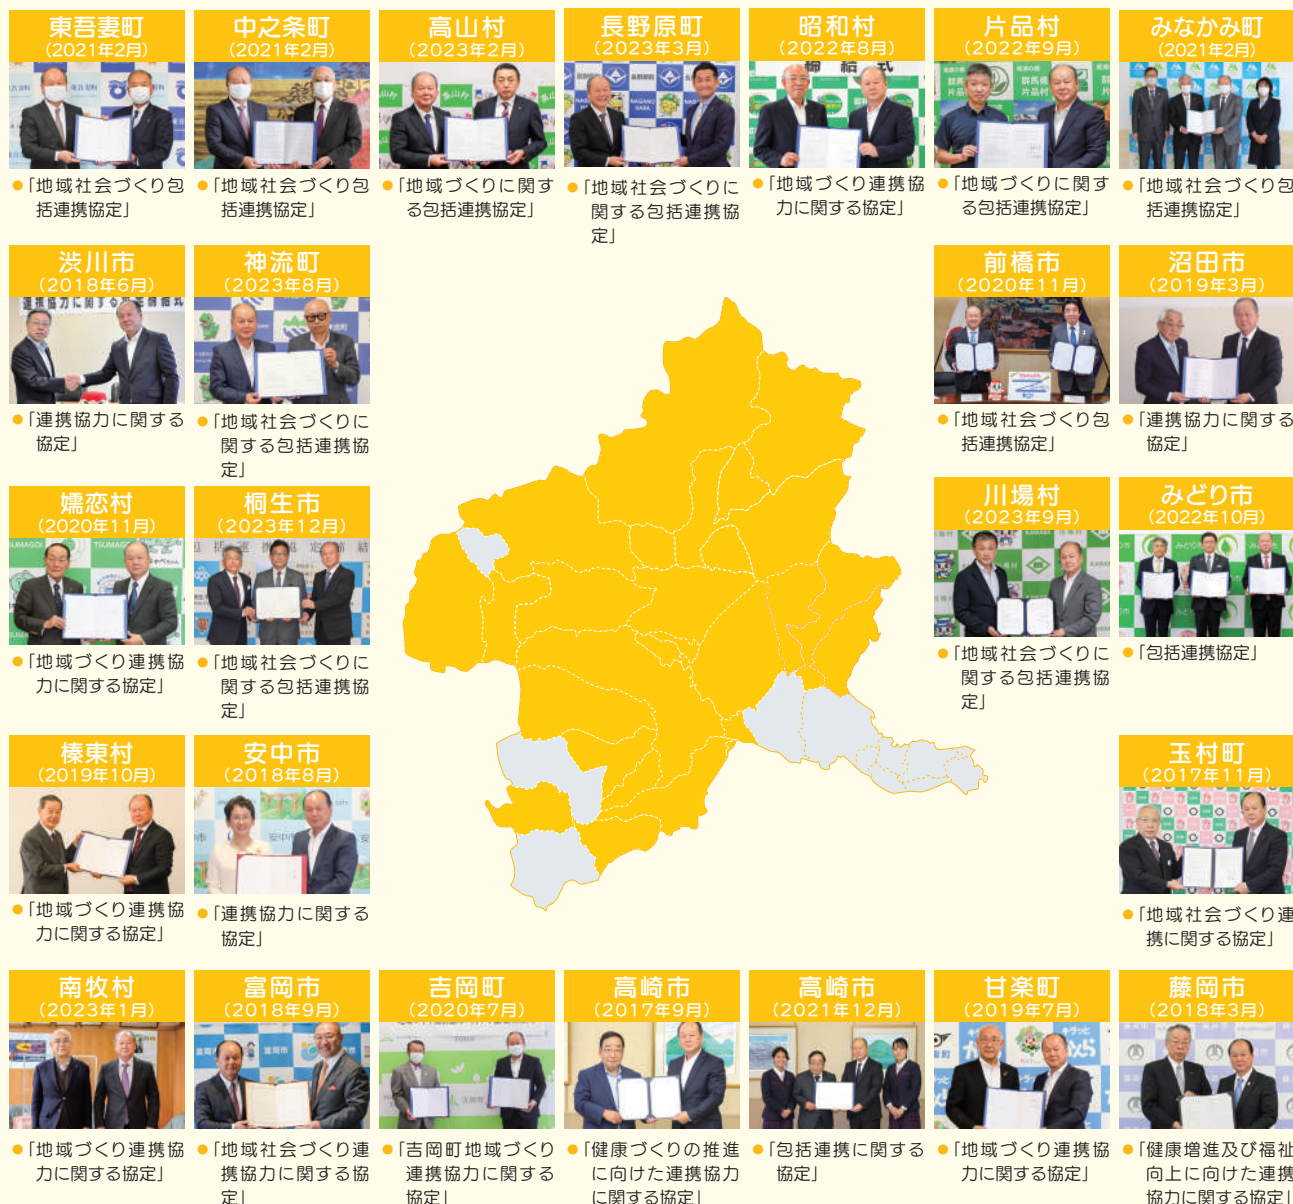 東吾妻町
(2021年2月)
●「地域社会づくり包
括連携協定」
中之条町
(2021年2月)
●「地域社会づくり包
括連携協定」
高山村
(2023年2月)
●「地域づくりに関す
る包括連携協定」
長野原町
(2023年3月)
●「地域社会づくりに
関する包括連携協
定」
昭和村
(2022年8月)
●「地域づくり連携協
力に関する協定」
片品村
(2022年9月)
●「地域づくりに関す
る包括連携協定」
みなかみ町
(2021年2月)
●「地域社会づくり包
括連携協定」
渋川市
(2018年6月)
連携協力に関する協定締結式
●「連携協力に関する
協定」
神流町
(2023年8月)
●「地域社会づくりに
関する包括連携協
定」
前橋市
(2020年11月)
●「地域社会づくり包
括連携協定」
沼田市
(2019年3月)
●「連携協力に関する
協定」
嬬恋村
(2020年11月)
●「地域づくり連携協
力に関する協定」
桐生市
(2023年12月)
●「地域社会づくりに
関する包括連携協
定」
川場村
(2023年9月)
●「地域社会づくりに
関する包括連携協
定」
みどり市
(2022年10月)
●「包括連携協定」
榛東村
(2019年10月)
●「地域づくり連携協
力に関する協定」
安中市
(2018年8月)
●「連携協力に関する
協定」
玉村町
(2017年11月)
●「地域社会づくり連
携に関する協定」
南牧村
(2023年1月)
●「地域づくり連携協
力に関する協定」
富岡市
(2018年9月)
●「地域社会づくり連
携協力に関する協
定」
吉岡町
(2020年7月)
●「吉岡町地域づくり
連携協力に関する
協定」
高崎市
(2017年9月)
●「健康づくりの推進
に向けた連携協力
に関する協定」
高崎市
(2021年12月)
●「包括連携に関する
協定」
甘楽町
(2019年7月)
●「地域づくり連携協
力に関する協定」
藤岡市
(2018年3月)
●「健康増進及び福祉
向上に向けた連携
協力に関する協定」